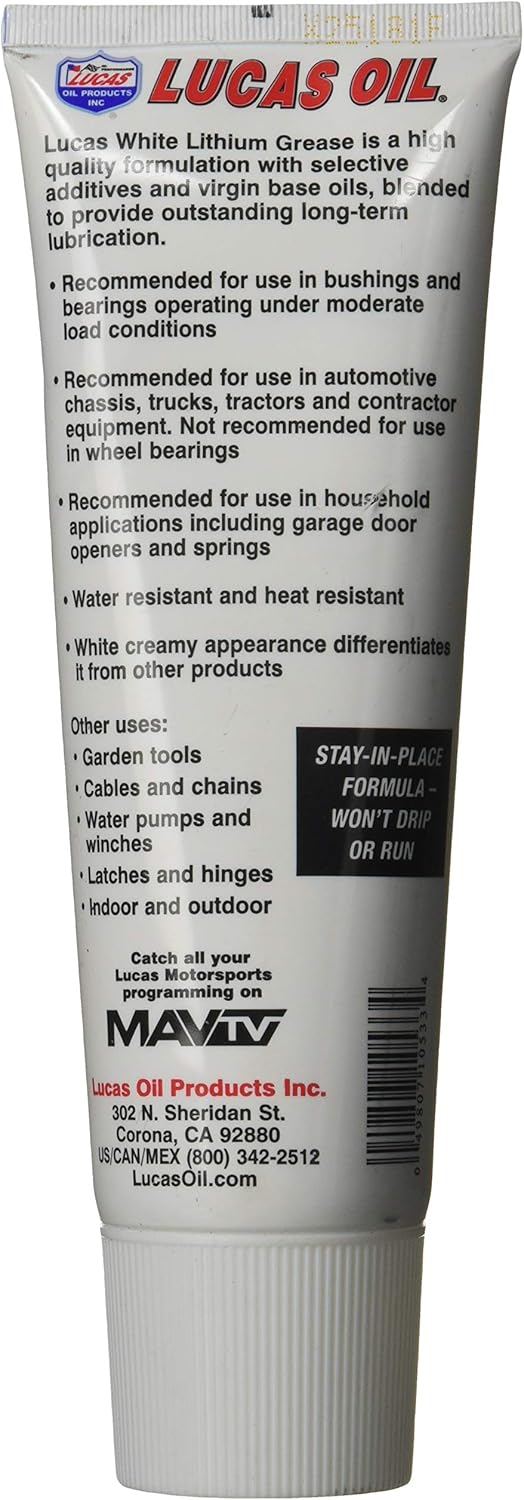 X25181F
LUCAS
OIL PRODUCTS
INC
LUCAS OIL®
Lucas White Lithium Grease is a high
quality formulation with selective
additives and virgin base oils, blended
to provide outstanding long-term
lubrication.
• Recommended for use in bushings and
bearings operating under moderate
load conditions
• Recommended for use in automotive
chassis, trucks, tractors and contractor
equipment. Not recommended for use
in wheel bearings
• Recommended for use in household
applications including garage door
openers and springs
• Water resistant and heat resistant
• White creamy appearance differentiates
it from other products
Other uses:
• Garden tools
• Cables and chains
• Water pumps and
winches
• Latches and hinges
• Indoor and outdoor
STAY-IN-PLACE
FORMULA –
WON'T DRIP
OR RUN
Catch all your
Lucas Motorsports
programming on
MAVTV
Lucas Oil Products Inc.
302 N. Sheridan St.
Corona, CA 92880
US/CAN/MEX (800) 342-2512
LucasOil.com
0 49807 10533 4